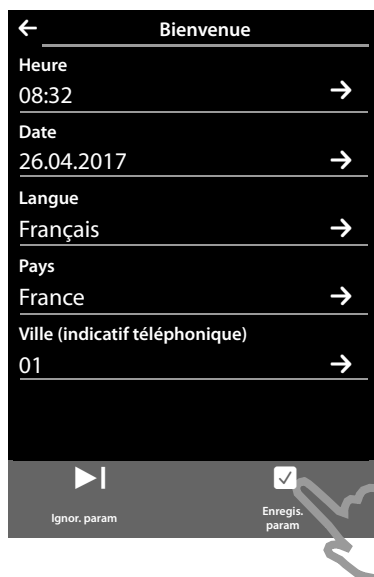 Bienvenue
Heure
08:32
Date
26.04.2017
Langue
Français
Pays
France
Ville (indicatif téléphonique)
01
Ignor. param
Enregis.
param